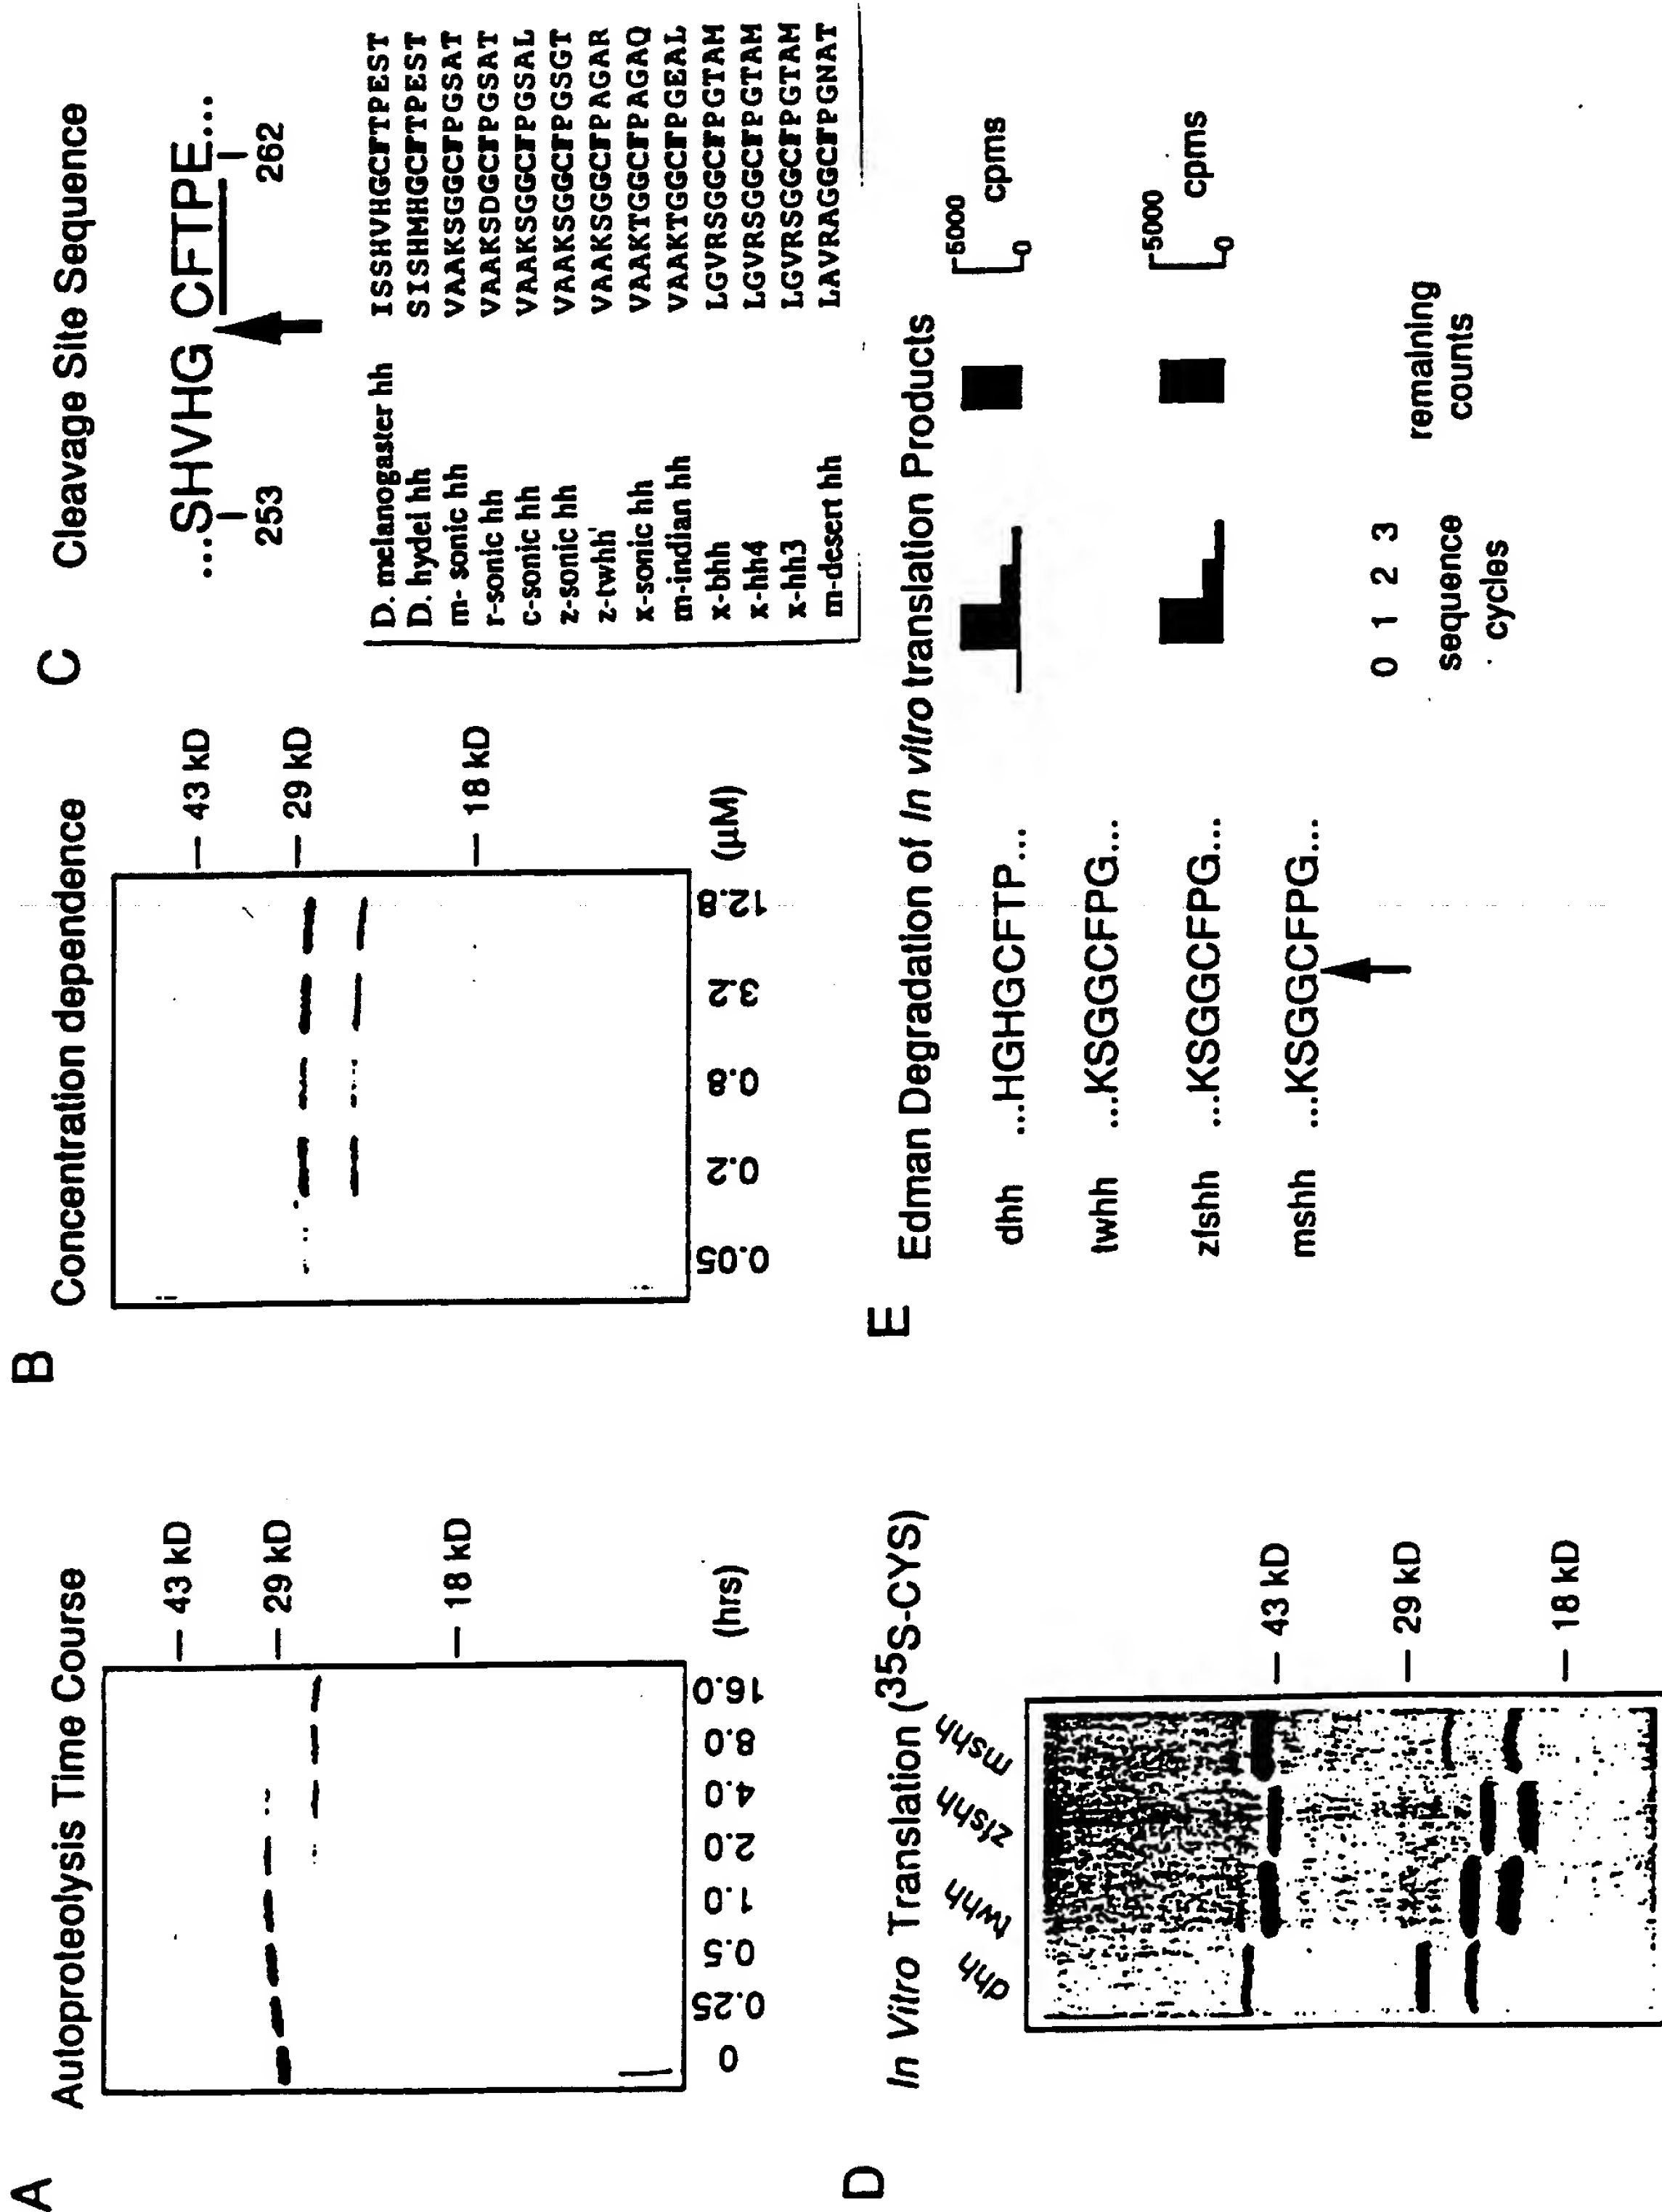 A
Autoproteolysis Time Course
43 kD
29 kD
18 kD
0 0.25 0.5 1.0 2.0 4.0 8.0 16.0 (hrs)
B
Concentration dependence
43 kD
29 kD
18 kD
0.05 0.2 0.8 3.2 12.8 (μM)
C
Cleavage Site Sequence
...SHVHG CFTPE...
253 262
D. melanogaster hh ISSHVHGCFTPEST
D. hydei hh SISHMHGCFTPEST
m- sonic hh VAAKSGGCFPGSAT
r-sonic hh VAAKSDGCFPGSAT
c-sonic hh VAAKSGGCFPGSAL
z-sonic hh VAAKSGGCFPGSGT
z-twhh' VAAKSGGCFPAGAR
x-sonic hh VAAKTGGCFPAGAQ
m-indian hh VAAKTGGCFPGEAL
x-bhh LGVRSGGCFPGTAM
x-hh4 LGVRSGGCFPGTAM
x-hh3 LGVRSGGCFPGTAM
m-desert hh LAVRAGGCFPGNAT
D
In Vitro Translation (35S-CYS)
dhh twhh zfshh mshh
43 kD
29 kD
18 kD
E
Edman Degradation of In vitro translation Products
dhh ...HGHGCFTP...
twhh ...KSGGCFPG...
zfshh ...KSGGCFPG...
mshh ...KSGGCFPG...
5000
cpms
0
5000
cpms
0
0 1 2 3
sequence
cycles
remaining
counts